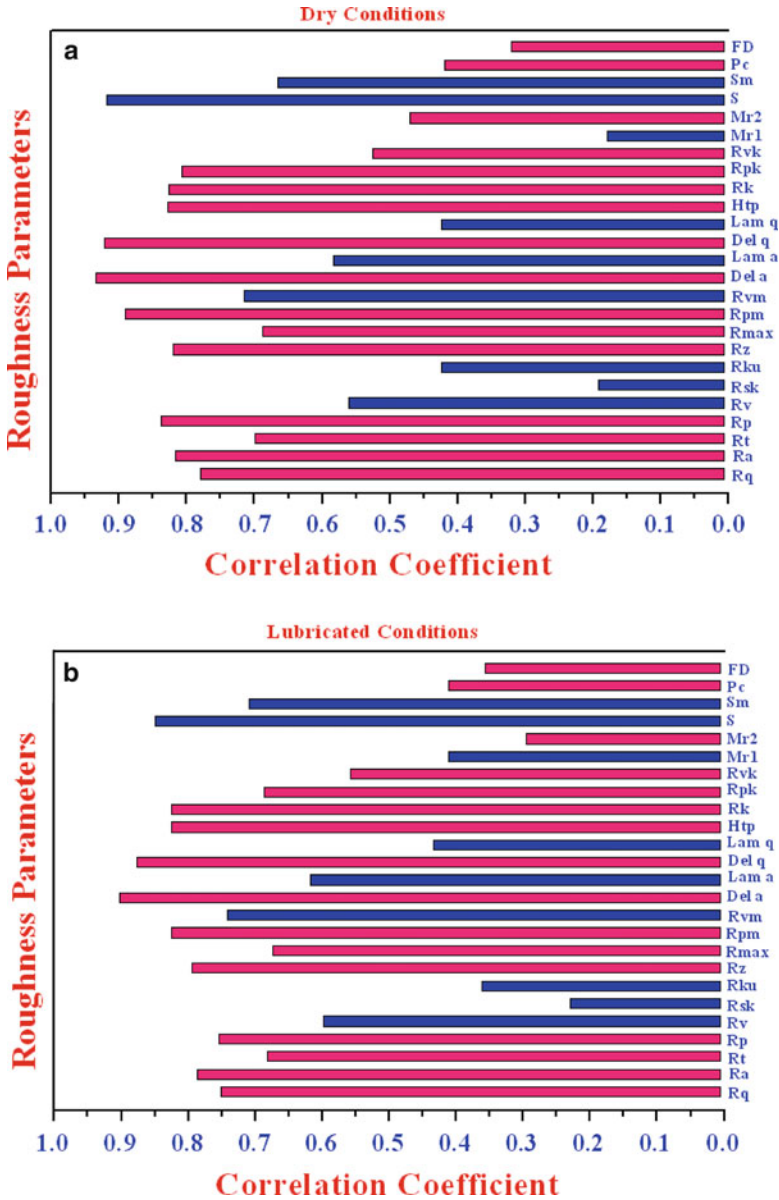 Dry Conditions
a
FD
Pc
Sm
S
Mr2
Mr1
Rvk
Rpk
Rk
Htp
Lam q
Del q
Lam a
Del a
Rvm
Rpm
Rmax
Rz
Rku
Rsk
Rv
Rp
Rt
Ra
Rq
Roughness Parameters
1.0 0.9 0.8 0.7 0.6 0.5 0.4 0.3 0.2 0.1 0.0
Correlation Coefficient
Lubricated Conditions
b
FD
Pc
Sm
S
Mr2
Mr1
Rvk
Rpk
Rk
Htp
Lam q
Del q
Lam a
Del a
Rvm
Rpm
Rmax
Rz
Rku
Rsk
Rv
Rp
Rt
Ra
Rq
Roughness Parameters
1.0 0.9 0.8 0.7 0.6 0.5 0.4 0.3 0.2 0.1 0.0
Correlation Coefficient